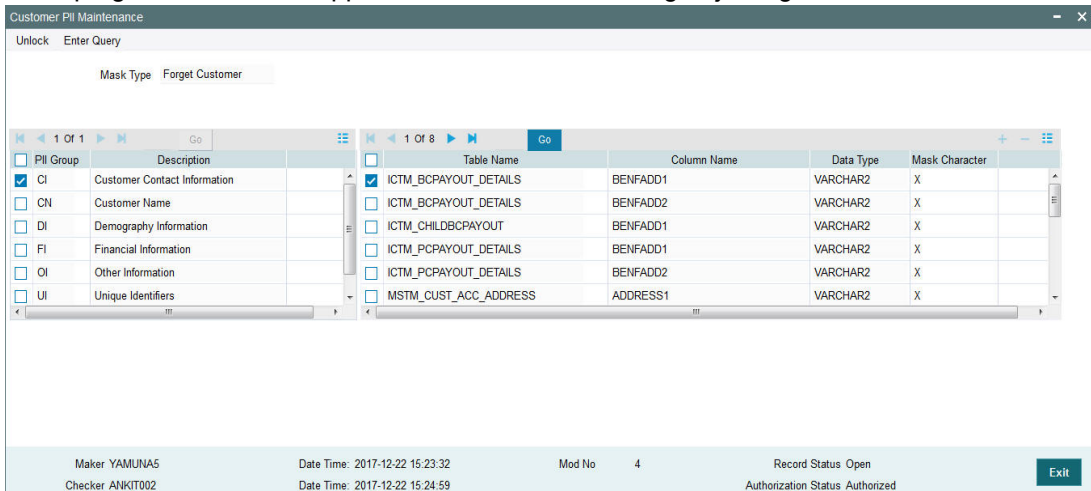 Customer PII Maintenance
Unlock Enter Query
Mask Type Forget Customer
1 Of 1 Go
1 Of 8 Go
PII Group Description
Table Name Column Name Data Type Mask Character
CI Customer Contact Information
ICTM_BCPAYOUT_DETAILS BENFADD1 VARCHAR2 X
CN Customer Name
ICTM_BCPAYOUT_DETAILS BENFADD2 VARCHAR2 X
DI Demography Information
ICTM_CHILDBCPAYOUT BENFADD1 VARCHAR2 X
FI Financial Information
ICTM_PCPAYOUT_DETAILS BENFADD1 VARCHAR2 X
OI Other Information
ICTM_PCPAYOUT_DETAILS BENFADD2 VARCHAR2 X
UI Unique Identifiers
MSTM_CUST_ACC_ADDRESS ADDRESS1 VARCHAR2 X
Maker YAMUNA5 Date Time: 2017-12-22 15:23:32 Mod No 4 Record Status Open
Checker ANKIT002 Date Time: 2017-12-22 15:24:59 Authorization Status Authorized
Exit